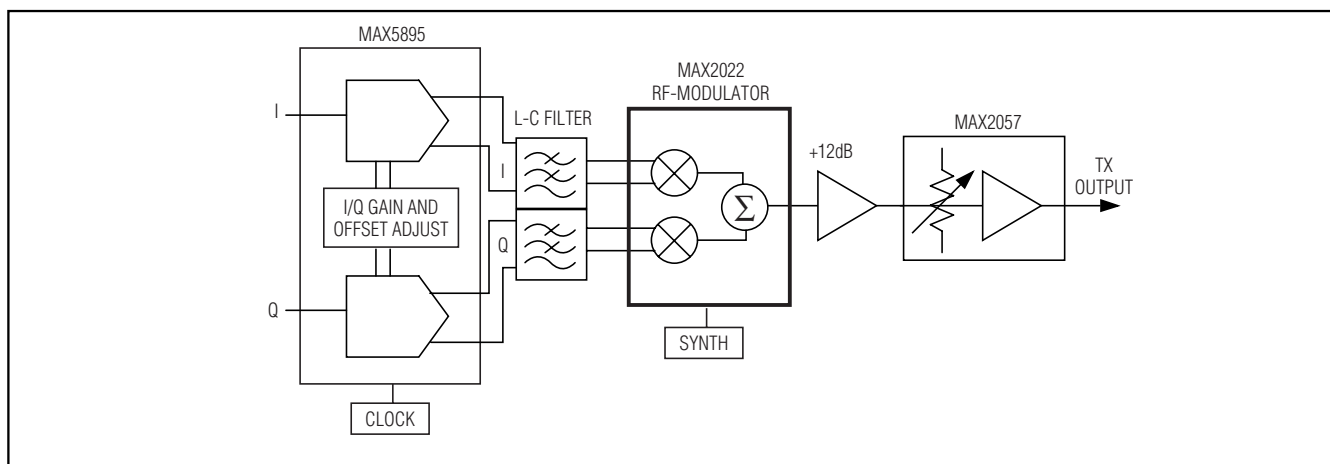 MAX5895
I
I/Q GAIN AND
OFFSET ADJUST
Q
CLOCK
L-C FILTER
I
Q
MAX2022
RF-MODULATOR
Σ
SYNTH
+12dB
MAX2057
TX
OUTPUT